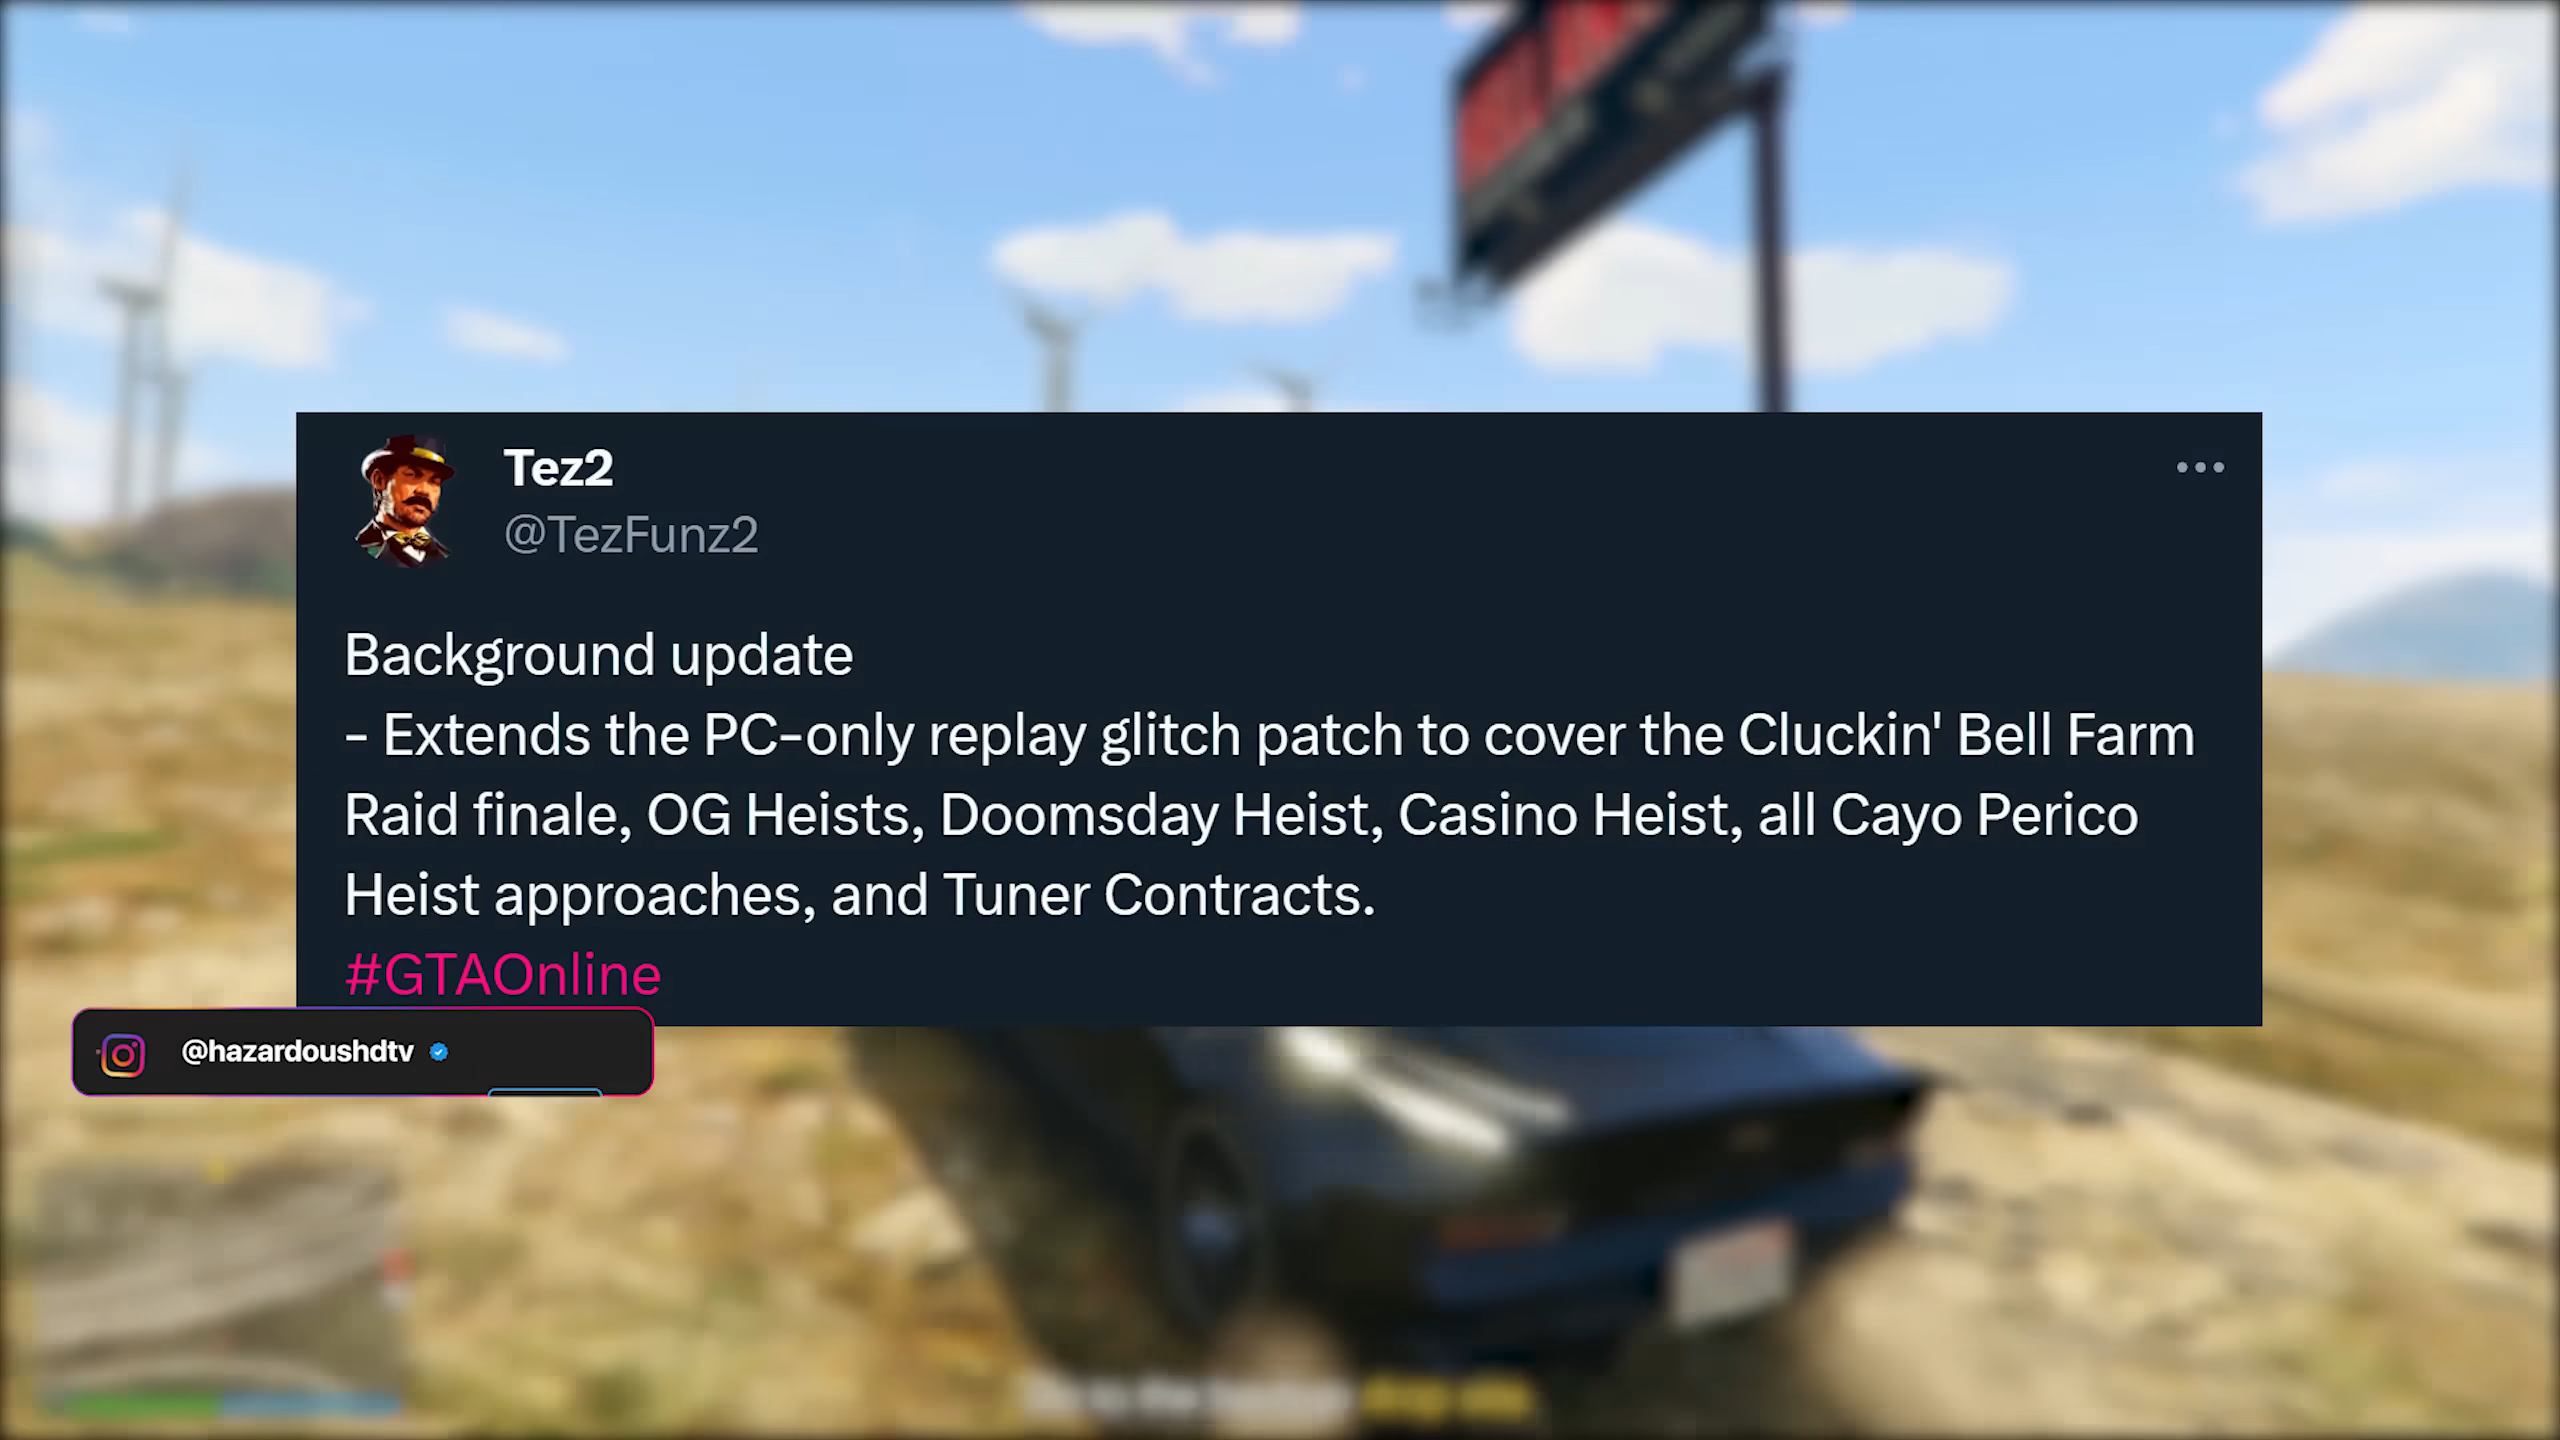 Tez2
@TezFunz2
Background update
- Extends the PC-only replay glitch patch to cover the Cluckin' Bell Farm
Raid finale, OG Heists, Doomsday Heist, Casino Heist, all Cayo Perico
Heist approaches, and Tuner Contracts.
#GTAOnline
@hazardoushdtv